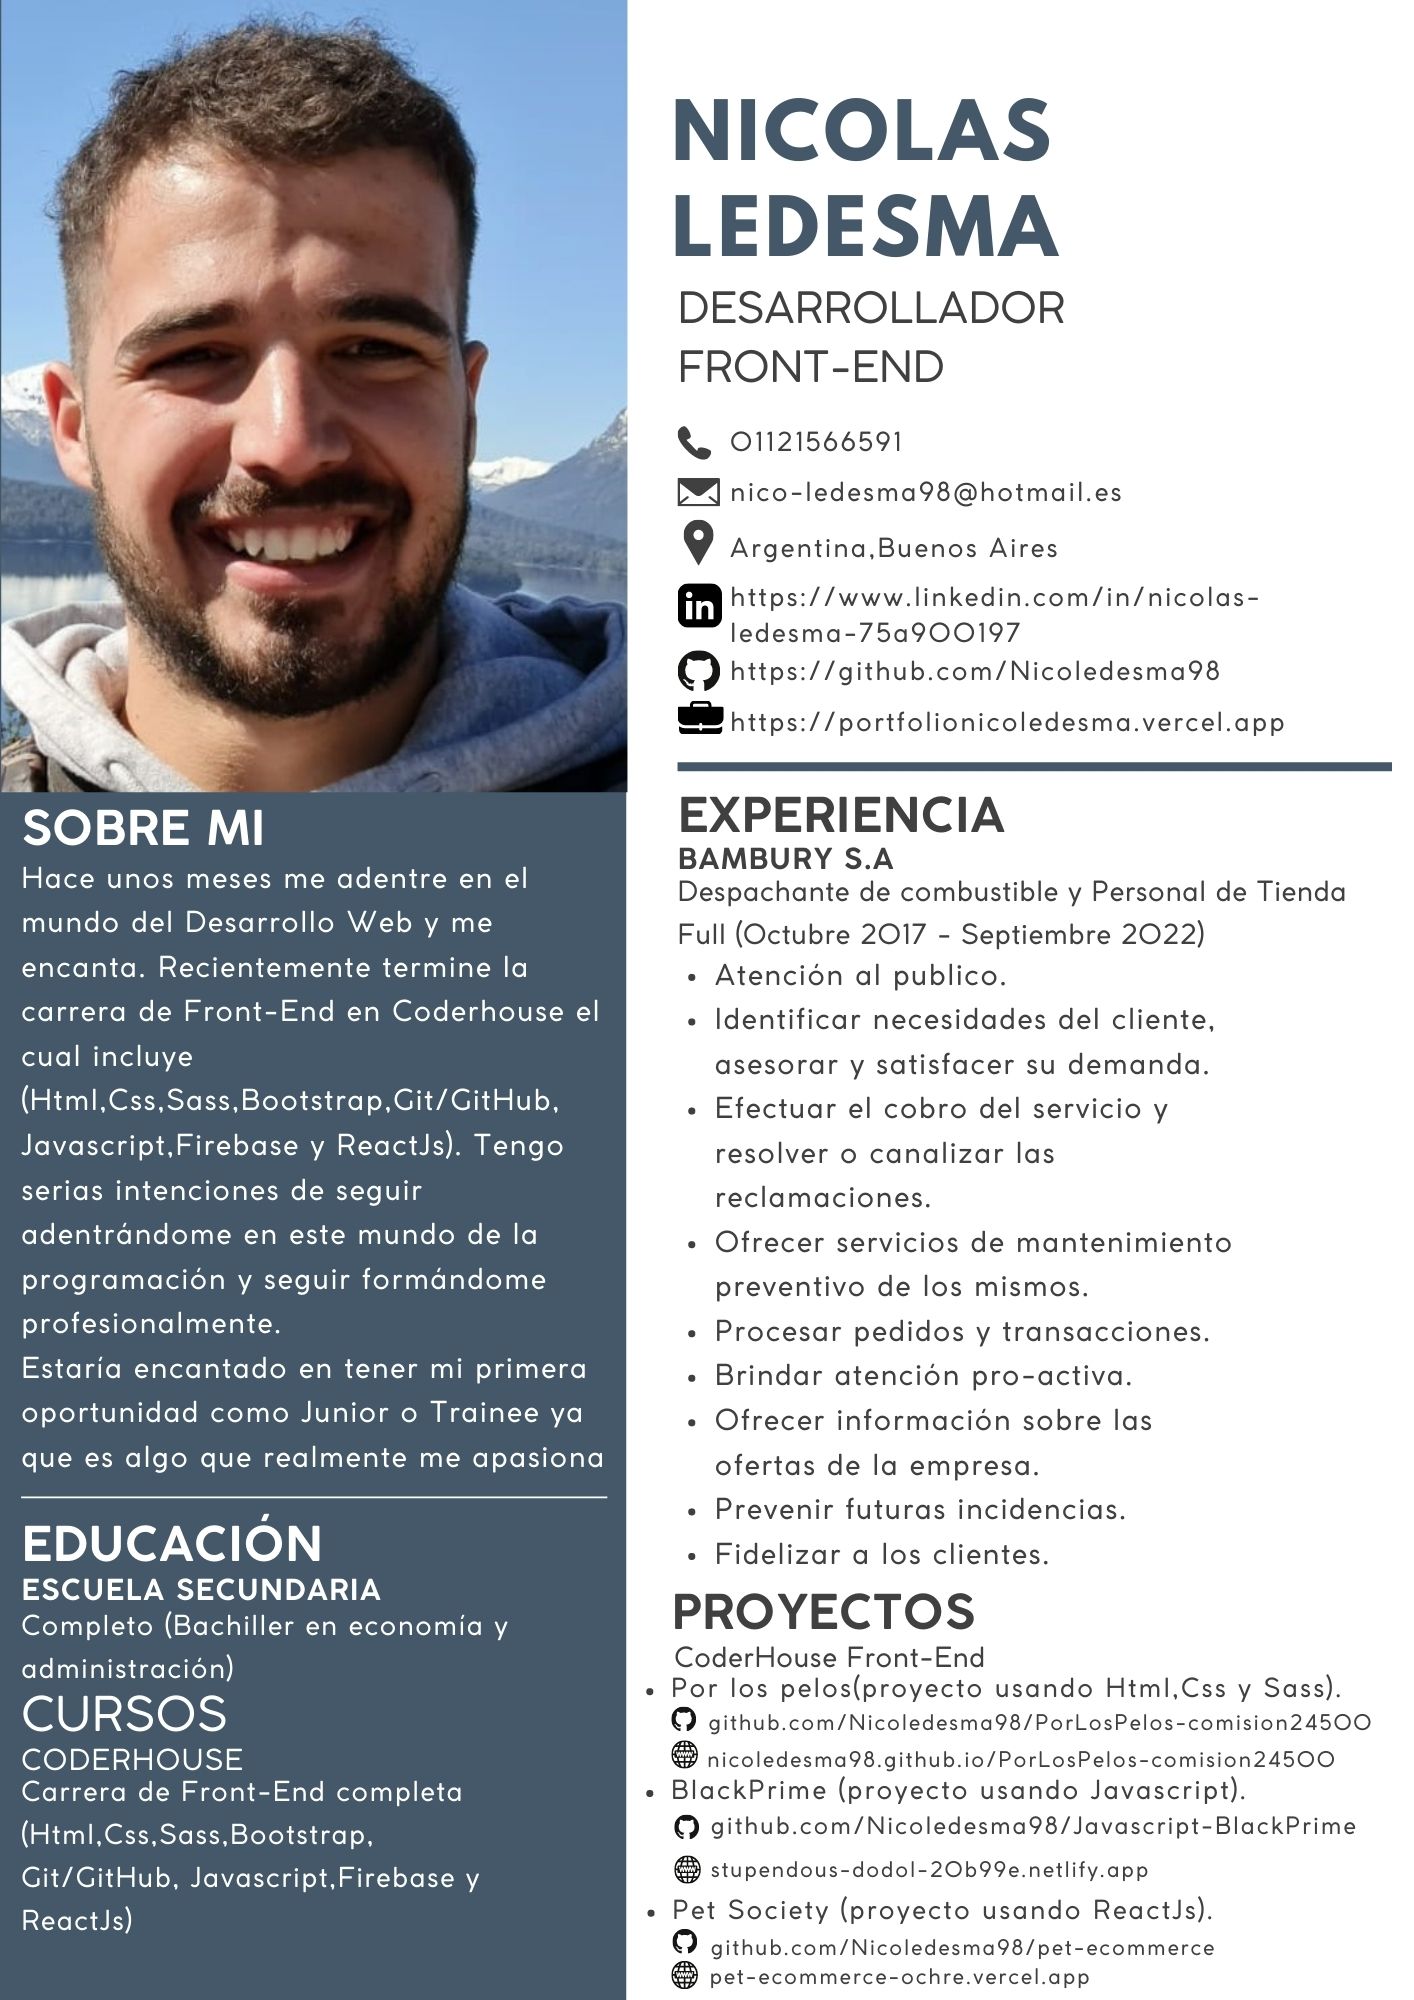 NICOLAS
LEDESMA
DESARROLLADOR
FRONT-END
01121566591
nico-ledesma98@hotmail.es
Argentina,Buenos Aires
https://www.linkedin.com/in/nicolas-
ledesma-75a900197
https://github.com/Nicoledesma98
https://portfolionicoledesma.vercel.app
SOBRE MI
Hace unos meses me adentre en el
mundo del Desarrollo Web y me
encanta. Recientemente termine la
carrera de Front-End en Coderhouse el
cual incluye
(Html,Css,Sass,Bootstrap,Git/GitHub,
Javascript,Firebase y ReactJs). Tengo
serias intenciones de seguir
adentrándome en este mundo de la
programación y seguir formándome
profesionalmente.
Estaría encantado en tener mi primera
oportunidad como Junior o Trainee ya
que es algo que realmente me apasiona
EDUCACIÓN
ESCUELA SECUNDARIA
Completo (Bachiller en economía y
administración)
CURSOS
CODERHOUSE
Carrera de Front-End completa
(Html,Css,Sass,Bootstrap,
Git/GitHub, Javascript,Firebase y
ReactJs)
EXPERIENCIA
BAMBURY S.A
Despachante de combustible y Personal de Tienda
Full (Octubre 2017 - Septiembre 2022)
• Atención al publico.
• Identificar necesidades del cliente,
asesorar y satisfacer su demanda.
• Efectuar el cobro del servicio y
resolver o canalizar las
reclamaciones.
• Ofrecer servicios de mantenimiento
preventivo de los mismos.
• Procesar pedidos y transacciones.
• Brindar atención pro-activa.
• Ofrecer información sobre las
ofertas de la empresa.
• Prevenir futuras incidencias.
• Fidelizar a los clientes.
PROYECTOS
CoderHouse Front-End
• Por los pelos(proyecto usando Html,Css y Sass).
github.com/Nicoledesma98/PorLosPelos-comision24500
nicoledesma98.github.io/PorLosPelos-comision24500
• BlackPrime (proyecto usando Javascript).
github.com/Nicoledesma98/Javascript-BlackPrime
stupendous-dodol-20b99e.netlify.app
• Pet Society (proyecto usando ReactJs).
github.com/Nicoledesma98/pet-ecommerce
pet-ecommerce-ochre.vercel.app